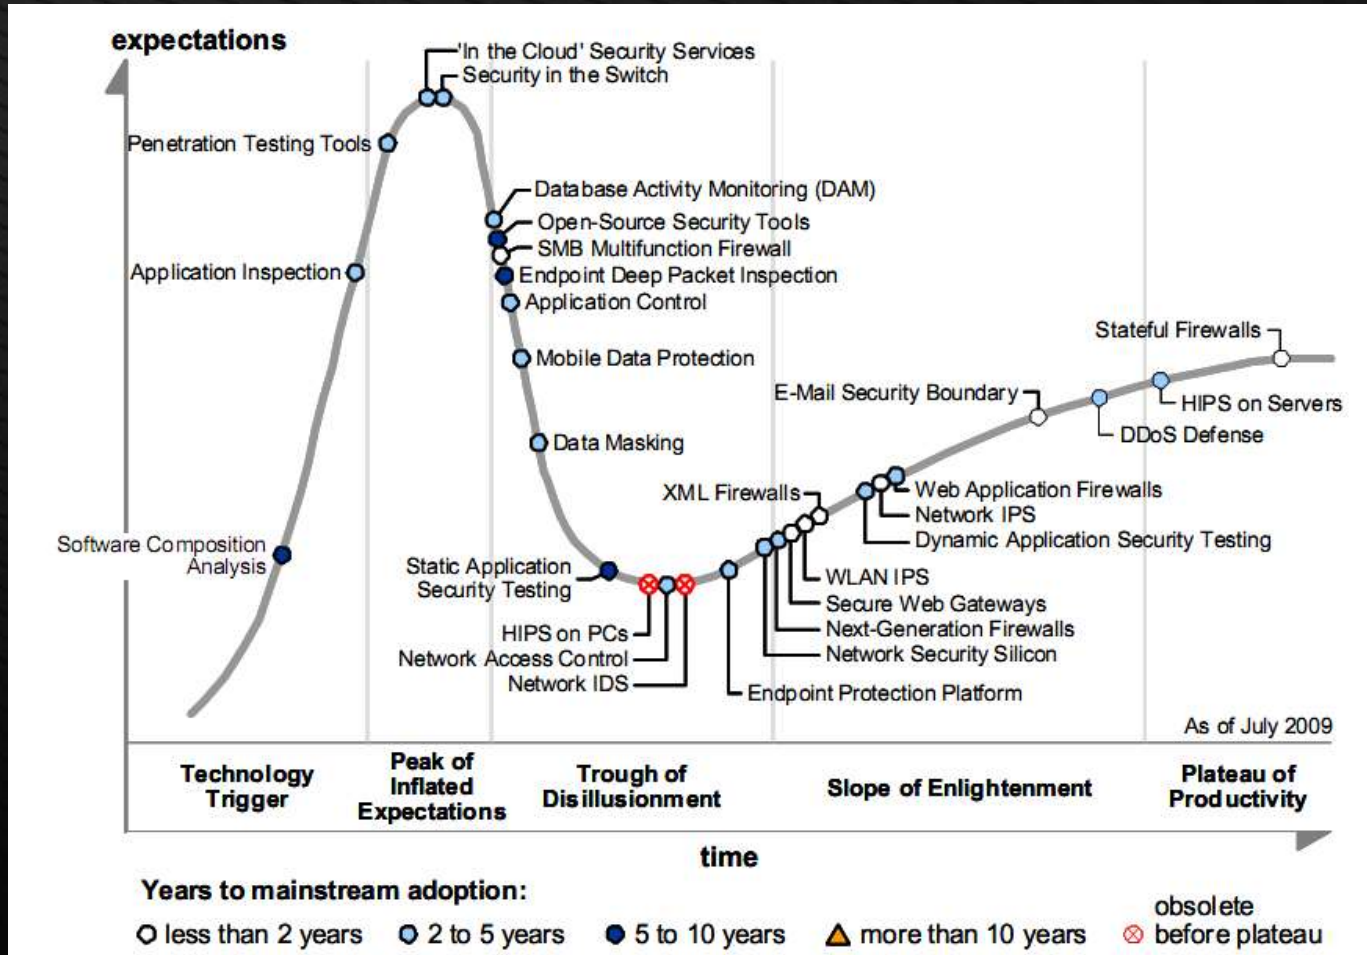 expectations
'In the Cloud' Security Services
Security in the Switch
Penetration Testing Tools
Database Activity Monitoring (DAM)
Open-Source Security Tools
SMB Multifunction Firewall
Endpoint Deep Packet Inspection
Application Inspection
Application Control
Mobile Data Protection
Data Masking
Stateful Firewalls
E-Mail Security Boundary
HIPS on Servers
DDoS Defense
XML Firewalls
Web Application Firewalls
Network IPS
Dynamic Application Security Testing
Software Composition
Analysis
Static Application
Security Testing
WLAN IPS
Secure Web Gateways
Next-Generation Firewalls
Network Security Silicon
HIPS on PCs
Network Access Control
Network IDS
Endpoint Protection Platform
As of July 2009
Technology
Trigger
Peak of
Inflated
Expectations
Trough of
Disillusionment
Slope of Enlightenment
Plateau of
Productivity
time
Years to mainstream adoption:
less than 2 years
2 to 5 years
5 to 10 years
more than 10 years
obsolete
before plateau